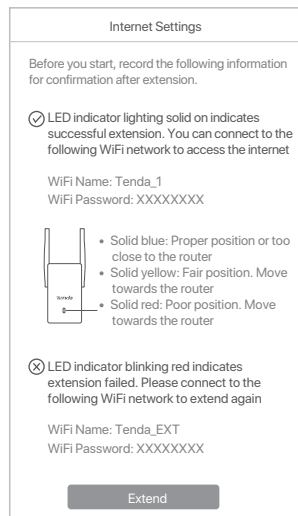 Internet Settings
Before you start, record the following information
for confirmation after extension.
LED indicator lighting solid on indicates
successful extension. You can connect to the
following WiFi network to access the internet
WiFi Name: Tenda_1
WiFi Password: XXXXXXXX
Tenda
• Solid blue: Proper position or too
close to the router
• Solid yellow: Fair position. Move
towards the router
• Solid red: Poor position. Move
towards the router
LED indicator blinking red indicates
extension failed. Please connect to the
following WiFi network to extend again
WiFi Name: Tenda_EXT
WiFi Password: XXXXXXXX
Extend